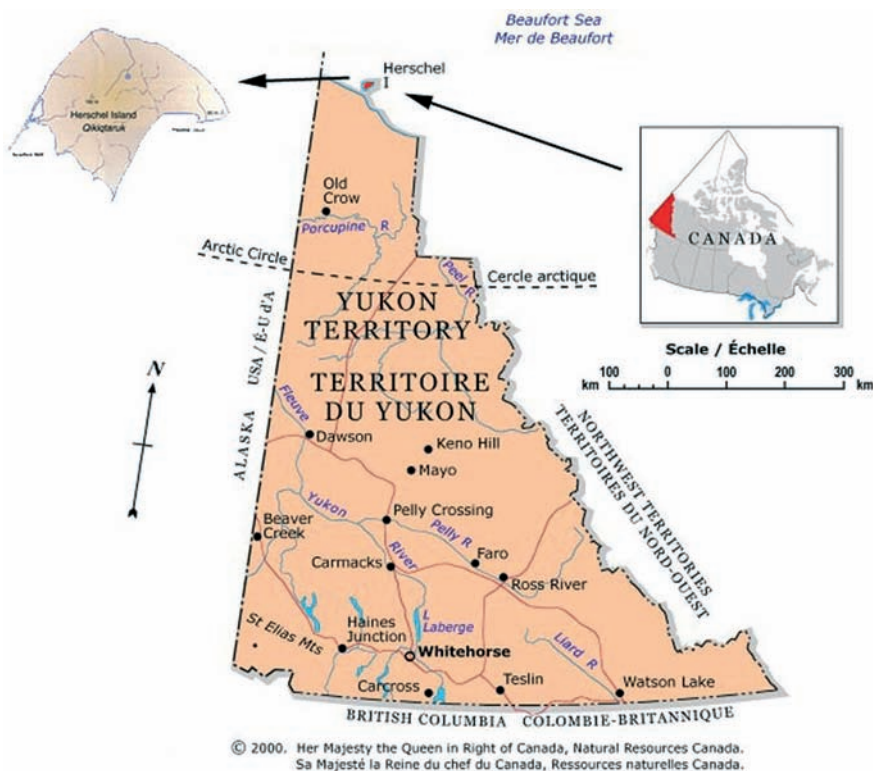 Beaufort Sea
Mer de Beaufort
Herschel
I
Herschel Island
Qikiqtaruk
Old
Crow
Porcupine R
Arctic Circle
Cercle arctique
Peel R
CANADA
YUKON
TERRITORY
TERRITOIRE
DU YUKON
USA / É-U d'A
ALASKA
N
Scale / Échelle
km 100 0 100 200 300 km
NORTHWEST TERRITORIES
TERRITOIRES DU NORD-OUEST
Fleuve
Dawson
Keno Hill
Mayo
Yukon
River
Beaver
Creek
Pelly Crossing
Pelly R
Faro
Carmacks
Ross River
L
Laberge
St Elias Mts
Haines
Junction
Whitehorse
Liard R
Carcross
Teslin
Watson Lake
BRITISH COLUMBIA COLOMBIE-BRITANNIQUE
© 2000. Her Majesty the Queen in Right of Canada, Natural Resources Canada.
Sa Majesté la Reine du chef du Canada, Ressources naturelles Canada.